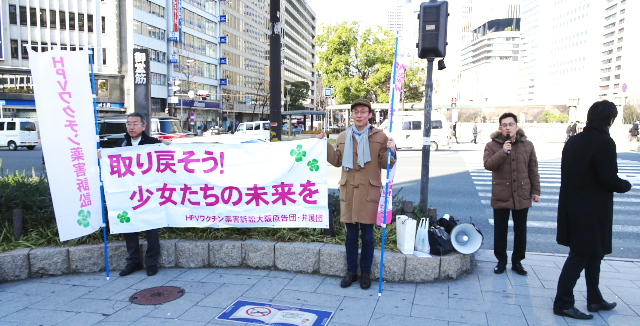 HPVワクチン薬害訴訟
取り戻そう!
少女たちの未来を
HPVワクチン薬害訴訟大阪原告団・弁護団